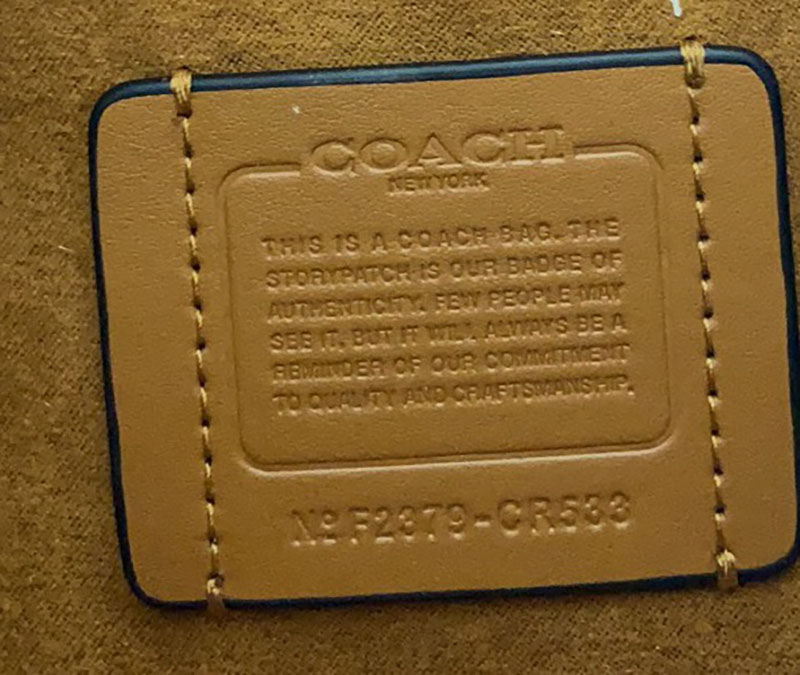 COACH
NEW YORK
THIS IS A COACH BAG. THE
STORYPATCH IS OUR BADGE OF
AUTHENTICITY. FEW PEOPLE MAY
SEE IT, BUT IT WILL ALWAYS BE A
REMINDER OF OUR COMMITMENT
TO QUALITY AND CRAFTSMANSHIP.
Nº F2379-CR533